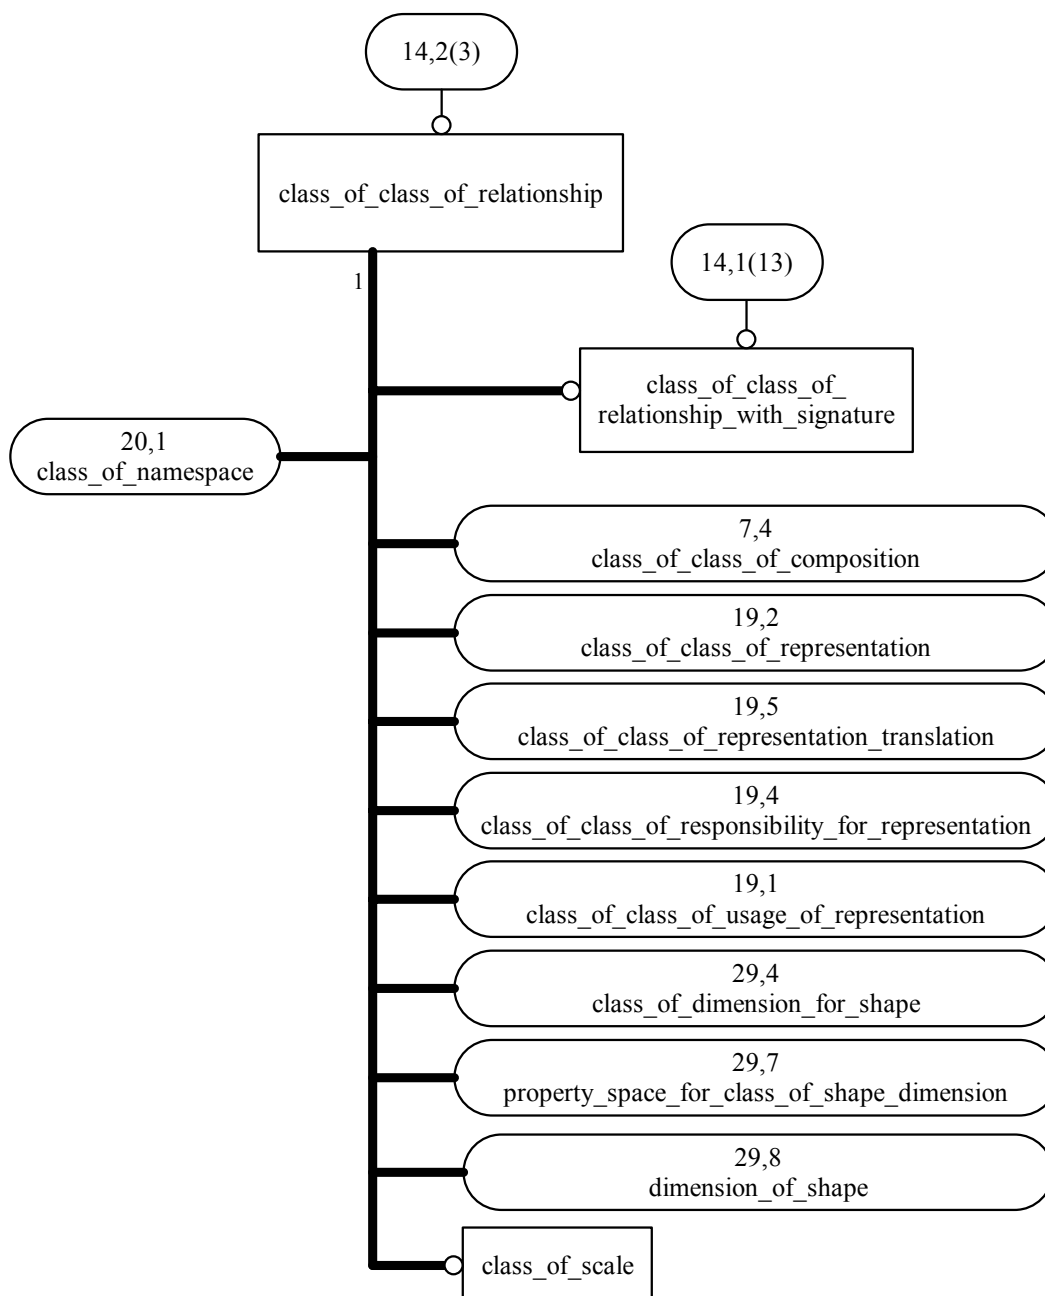 14,2(3)
class_of_class_of_relationship
14,1(13)
1
class_of_class_of_
relationship_with_signature
20,1
class_of_namespace
7,4
class_of_class_of_composition
19,2
class_of_class_of_representation
19,5
class_of_class_of_representation_translation
19,4
class_of_class_of_responsibility_for_representation
19,1
class_of_class_of_usage_of_representation
29,4
class_of_dimension_for_shape
29,7
property_space_for_class_of_shape_dimension
29,8
dimension_of_shape
class_of_scale